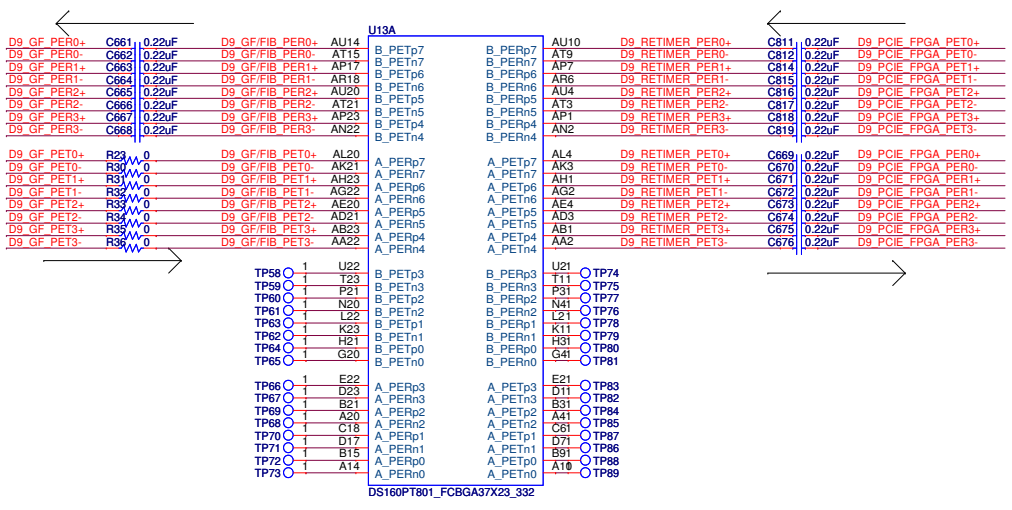 U13A
D9_GF_PER0+ C661 0.22uF D9_GF/FIB_PER0+ AU14 B_PETp7 B_PERp7 AU10 D9_RETIMER_PER0+ C811 0.22uF D9_PCIE_FPGA_PET0+
D9_GF_PER0- C662 0.22uF D9_GF/FIB_PER0- AT15 B_PETn7 B_PERn7 AT9 D9_RETIMER_PER0- C812 0.22uF D9_PCIE_FPGA_PET0-
D9_GF_PER1+ C663 0.22uF D9_GF/FIB_PER1+ AP17 B_PETp6 B_PERp6 AP7 D9_RETIMER_PER1+ C814 0.22uF D9_PCIE_FPGA_PET1+
D9_GF_PER1- C664 0.22uF D9_GF/FIB_PER1- AR18 B_PETn6 B_PERn6 AR6 D9_RETIMER_PER1- C815 0.22uF D9_PCIE_FPGA_PET1-
D9_GF_PER2+ C665 0.22uF D9_GF/FIB_PER2+ AU20 B_PETp5 B_PERp5 AU4 D9_RETIMER_PER2+ C816 0.22uF D9_PCIE_FPGA_PET2+
D9_GF_PER2- C666 0.22uF D9_GF/FIB_PER2- AT21 B_PETn5 B_PERn5 AT3 D9_RETIMER_PER2- C817 0.22uF D9_PCIE_FPGA_PET2-
D9_GF_PER3+ C667 0.22uF D9_GF/FIB_PER3+ AP23 B_PETp4 B_PERp4 AP1 D9_RETIMER_PER3+ C818 0.22uF D9_PCIE_FPGA_PET3+
D9_GF_PER3- C668 0.22uF D9_GF/FIB_PER3- AN22 B_PETn4 B_PERn4 AN2 D9_RETIMER_PER3- C819 0.22uF D9_PCIE_FPGA_PET3-
D9_GF_PET0+ R23 0 D9_GF/FIB_PET0+ AL20 A_PERp7 A_PETp7 AL4 D9_RETIMER_PET0+ C669 0.22uF D9_PCIE_FPGA_PER0+
D9_GF_PET0- R30 0 D9_GF/FIB_PET0- AK21 A_PERn7 A_PETn7 AK3 D9_RETIMER_PET0- C670 0.22uF D9_PCIE_FPGA_PER0-
D9_GF_PET1+ R31 0 D9_GF/FIB_PET1+ AH23 A_PERp6 A_PETp6 AH1 D9_RETIMER_PET1+ C671 0.22uF D9_PCIE_FPGA_PER1+
D9_GF_PET1- R32 0 D9_GF/FIB_PET1- AG22 A_PERn6 A_PETn6 AG2 D9_RETIMER_PET1- C672 0.22uF D9_PCIE_FPGA_PER1-
D9_GF_PET2+ R33 0 D9_GF/FIB_PET2+ AE20 A_PERp5 A_PETp5 AE4 D9_RETIMER_PET2+ C673 0.22uF D9_PCIE_FPGA_PER2+
D9_GF_PET2- R34 0 D9_GF/FIB_PET2- AD21 A_PERn5 A_PETn5 AD3 D9_RETIMER_PET2- C674 0.22uF D9_PCIE_FPGA_PER2-
D9_GF_PET3+ R35 0 D9_GF/FIB_PET3+ AB23 A_PERp4 A_PETp4 AB1 D9_RETIMER_PET3+ C675 0.22uF D9_PCIE_FPGA_PER3+
D9_GF_PET3- R36 0 D9_GF/FIB_PET3- AA22 A_PERn4 A_PETn4 AA2 D9_RETIMER_PET3- C676 0.22uF D9_PCIE_FPGA_PER3-
TP58 1 U22 B_PETp3 B_PERp3 U21 TP74
TP59 1 T23 B_PETn3 B_PERn3 T11 TP75
TP60 1 P21 B_PETp2 B_PERp2 P31 TP77
TP61 1 N20 B_PETn2 B_PERn2 N41 TP76
TP63 1 L22 B_PETp1 B_PERp1 L21 TP78
TP62 1 K23 B_PETn1 B_PERn1 K11 TP79
TP64 1 H21 B_PETp0 B_PERp0 H31 TP80
TP65 1 G20 B_PETn0 B_PERn0 G41 TP81
TP66 1 E22 A_PERp3 A_PETp3 E21 TP83
TP67 1 D23 A_PERn3 A_PETn3 D11 TP82
TP69 1 B21 A_PERp2 A_PETp2 B31 TP84
TP68 1 A20 A_PERn2 A_PETn2 A41 TP85
TP70 1 C18 A_PERp1 A_PETp1 C61 TP87
TP71 1 D17 A_PERn1 A_PETn1 D71 TP86
TP72 1 B15 A_PERp0 A_PETp0 B91 TP88
TP73 1 A14 A_PERn0 A_PETn0 TP89
DS160PT801_FCBGA37X23_332